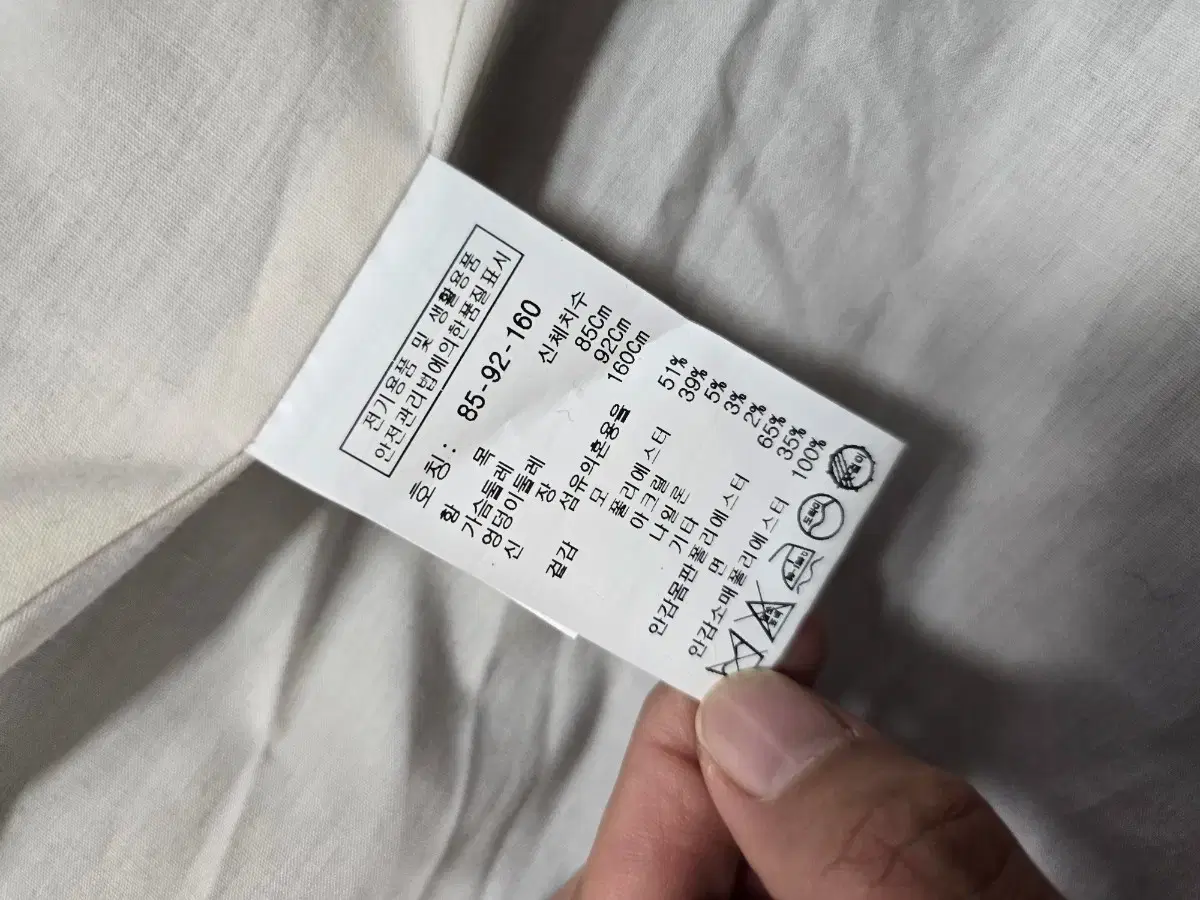 전기용품 및 생활용품
안전관리법에의한품질표시
호칭: 85-92-160
항 목 신체치수
가슴둘레 85Cm
엉덩이둘레 92Cm
신 장 160Cm
섬유의혼용율
겉감 모 51%
폴리에스터 39%
아크릴 5%
나일론 3%
기타 2%
안감몸판폴리에스터 65%
면 35%
안감소매폴리에스터 100%
드라이